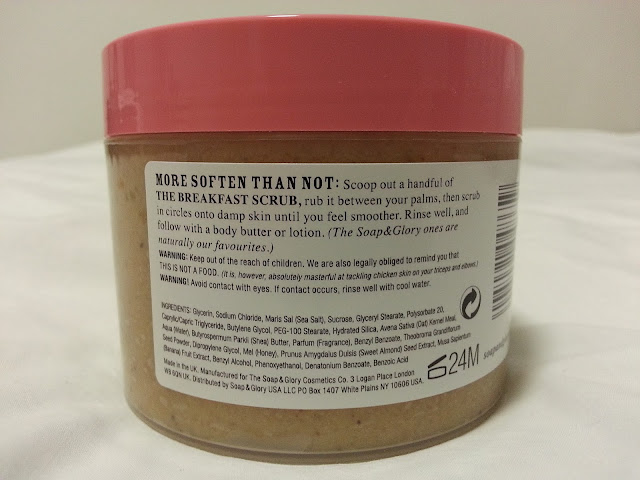 MORE SOFTEN THAN NOT: Scoop out a handful of
THE BREAKFAST SCRUB, rub it between your palms, then scrub
in circles onto damp skin until you feel smoother. Rinse well, and
follow with a body butter or lotion. (The Soap&Glory ones are
naturally our favourites.)
WARNING: Keep out of the reach of children. We are also legally obliged to remind you that
THIS IS NOT A FOOD. (It is, however, absolutely masterful at tackling chicken skin on your triceps and elbows.)
WARNING! Avoid contact with eyes. If contact occurs, rinse well with cool water.
INGREDIENTS: Glycerin, Sodium Chloride, Maris Sal (Sea Salt), Sucrose, Glyceryl Stearate, Polysorbate 20,
Caprylic/Capric Triglyceride, Butylene Glycol, PEG-100 Stearate, Hydrated Silica, Avena Sativa (Oat) Kernel Meal,
Aqua (Water), Butyrospermum Parkii (Shea) Butter, Parfum (Fragrance), Benzyl Benzoate, Theobroma Grandiflorum
Seed Powder, Dipropylene Glycol, Mel (Honey), Prunus Amygdalus Dulsis (Sweet Almond) Seed Extract, Musa Sapientum
(Banana) Fruit Extract, Benzyl Alcohol, Phenoxyethanol, Denatonium Benzoate, Benzoic Acid
Made in the UK. Manufactured for The Soap & Glory Cosmetics Co. 3 Logan Place London
W8 6QN UK. Distributed by Soap & Glory USA LLC PO Box 1407 White Plains NY 10606 USA.
24M